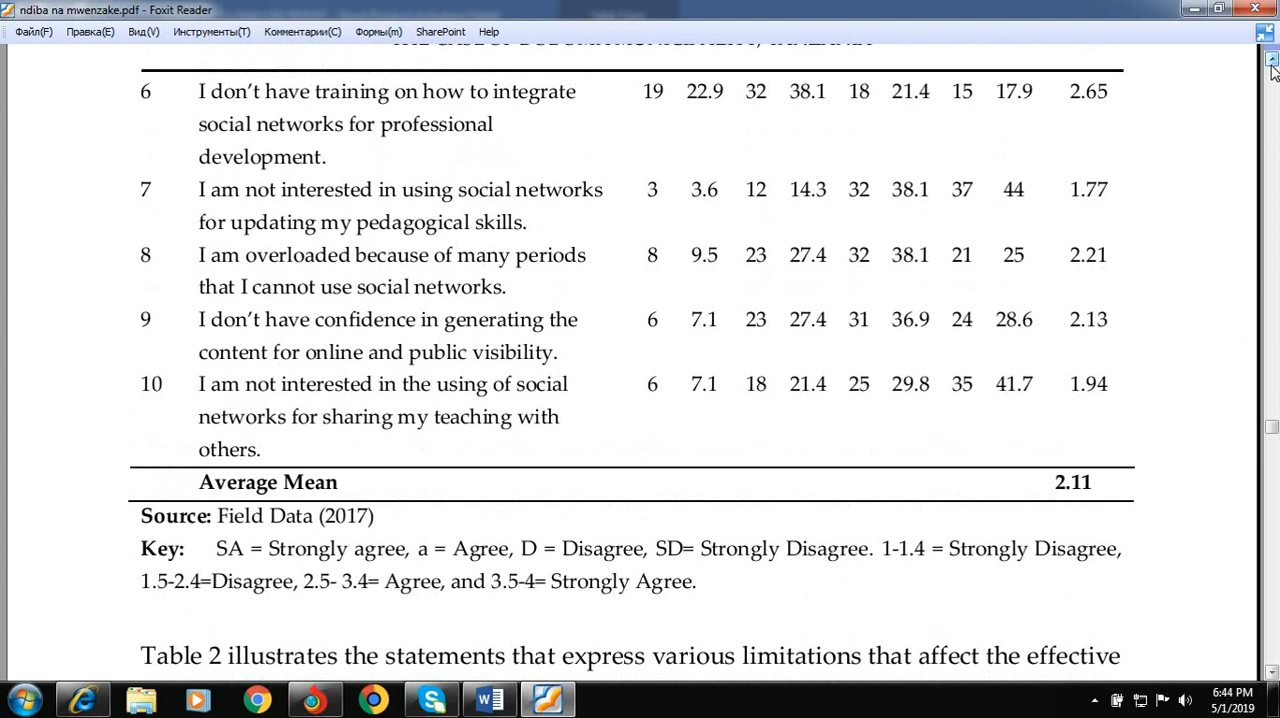 ndiba na mwenzake.pdf - Foxit Reader
Файл(F) Правка(E) Вид(V) Инструменты(T) Комментарии(C) Формы(m) SharePoint Help
6 I don’t have training on how to integrate 19 22.9 32 38.1 18 21.4 15 17.9 2.65
social networks for professional
development.
7 I am not interested in using social networks 3 3.6 12 14.3 32 38.1 37 44 1.77
for updating my pedagogical skills.
8 I am overloaded because of many periods 8 9.5 23 27.4 32 38.1 21 25 2.21
that I cannot use social networks.
9 I don’t have confidence in generating the 6 7.1 23 27.4 31 36.9 24 28.6 2.13
content for online and public visibility.
10 I am not interested in the using of social 6 7.1 18 21.4 25 29.8 35 41.7 1.94
networks for sharing my teaching with
others.
Average Mean 2.11
Source: Field Data (2017)
Key: SA = Strongly agree, a = Agree, D = Disagree, SD= Strongly Disagree. 1-1.4 = Strongly Disagree,
1.5-2.4=Disagree, 2.5- 3.4= Agree, and 3.5-4= Strongly Agree.
Table 2 illustrates the statements that express various limitations that affect the effective
6:44 PM
5/1/2019